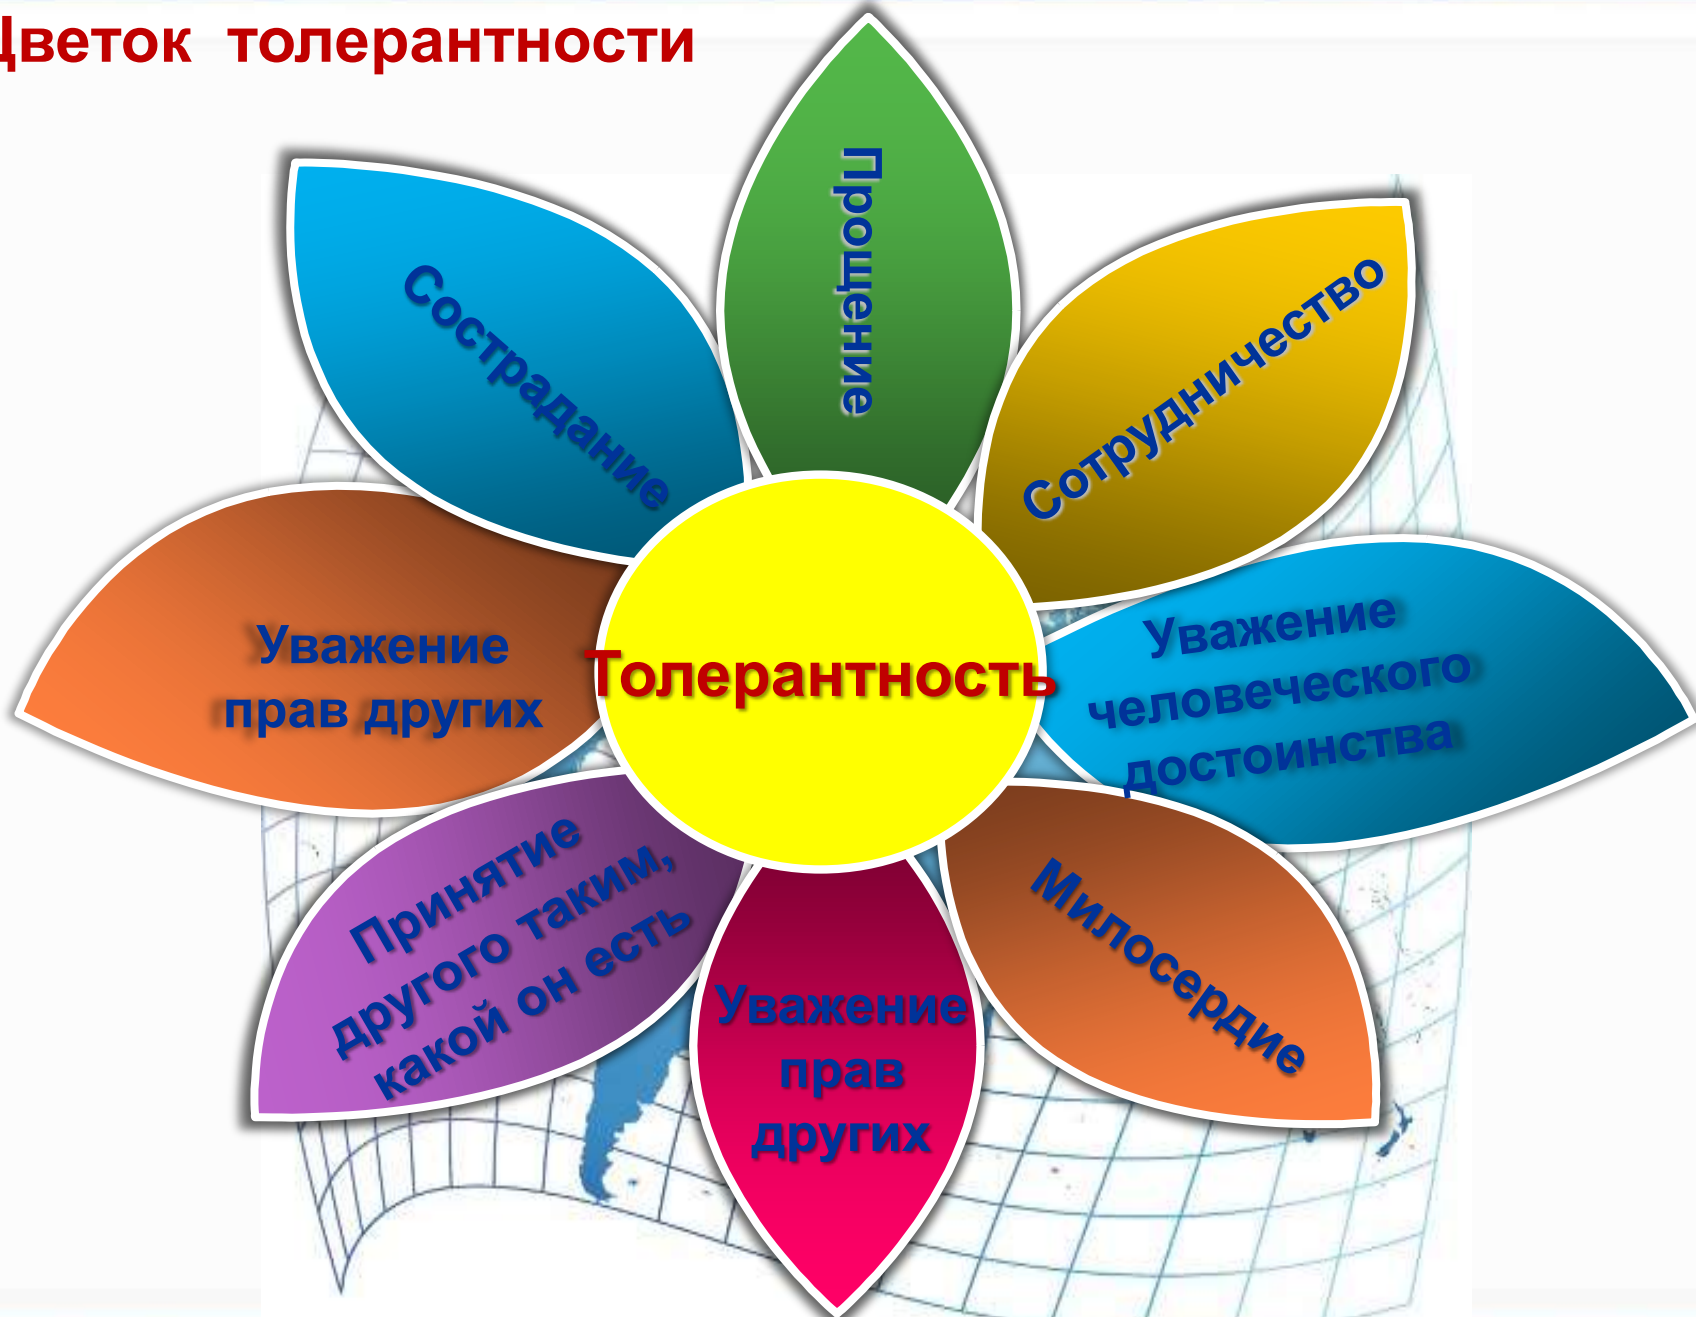 Цветок толерантности
Прощение
Сострадание
Сотрудничество
Уважение
прав других
Толерантность
Уважение
человеческого
достоинства
Принятие
другого таким,
какой он есть
Уважение
прав
других
Милосердие